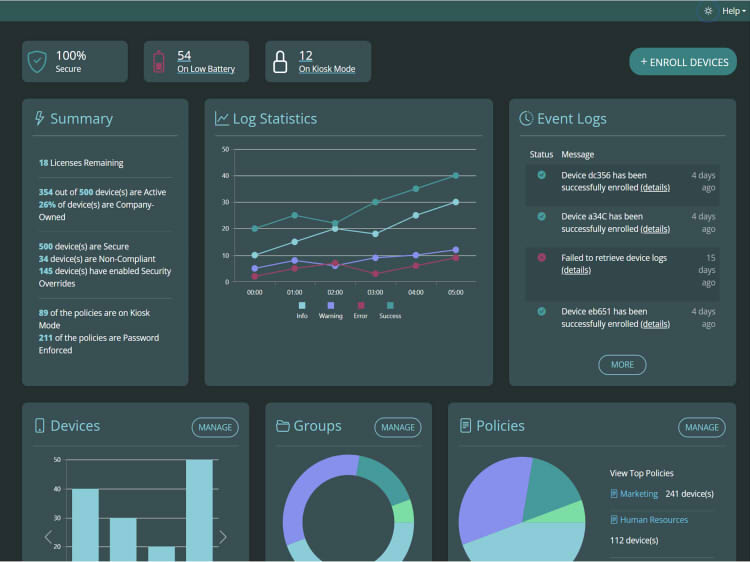 Help
100%
Secure
54
On Low Battery
12
On Kiosk Mode
+ ENROLL DEVICES
Summary
18 Licenses Remaining
354 out of 500 device(s) are Active
26% of device(s) are Company-
Owned
500 device(s) are Secure
34 device(s) are Non-Compliant
145 device(s) have enabled Security
Overrides
89 of the policies are on Kiosk
Mode
211 of the policies are Password
Enforced
Log Statistics
50
40
30
20
10
0
00:00 01:00 02:00 03:00 04:00 05:00
Info Warning Error Success
Event Logs
Status Message
Device dc356 has been 4 days
successfully enrolled (details) ago
Device a34C has been 4 days
successfully enrolled (details) ago
Failed to retrieve device logs 15
(details) days
ago
Device eb651 has been 4 days
successfully enrolled (details) ago
MORE
Devices
MANAGE
50
40
30
20
Groups
MANAGE
Policies
MANAGE
View Top Policies
Marketing 241 device(s)
Human Resources
112 device(s)